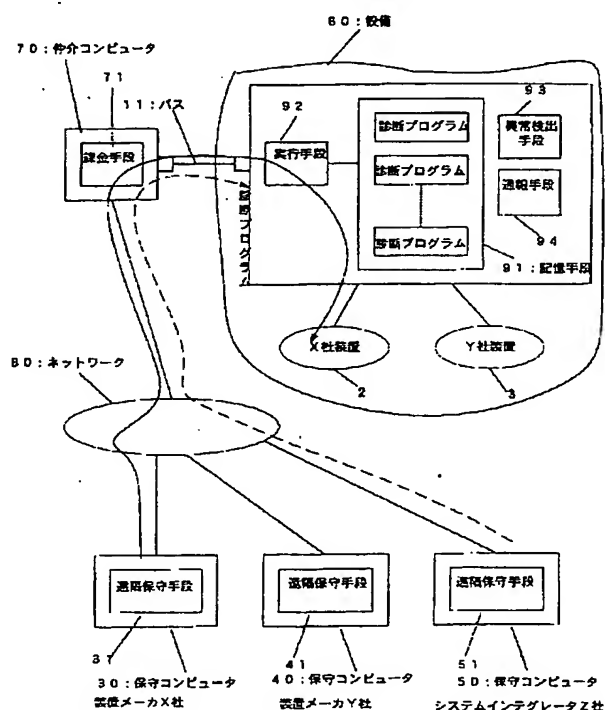 60：設備
70：仲介コンピュータ
71
課金手段
11：パス
92
実行手段
診断プログラム
診断プログラム
診断プログラム
93
異常検出
手段
通報手段
94
91：記憶手段
診断プログラム
X社装置
2
Y社装置
3
80：ネットワーク
遠隔保守手段
遠隔保守手段
遠隔保守手段
31
41
51
30：保守コンピュータ
装置メーカX社
40：保守コンピュータ
装置メーカY社
50：保守コンピュータ
システムインテグレータZ社